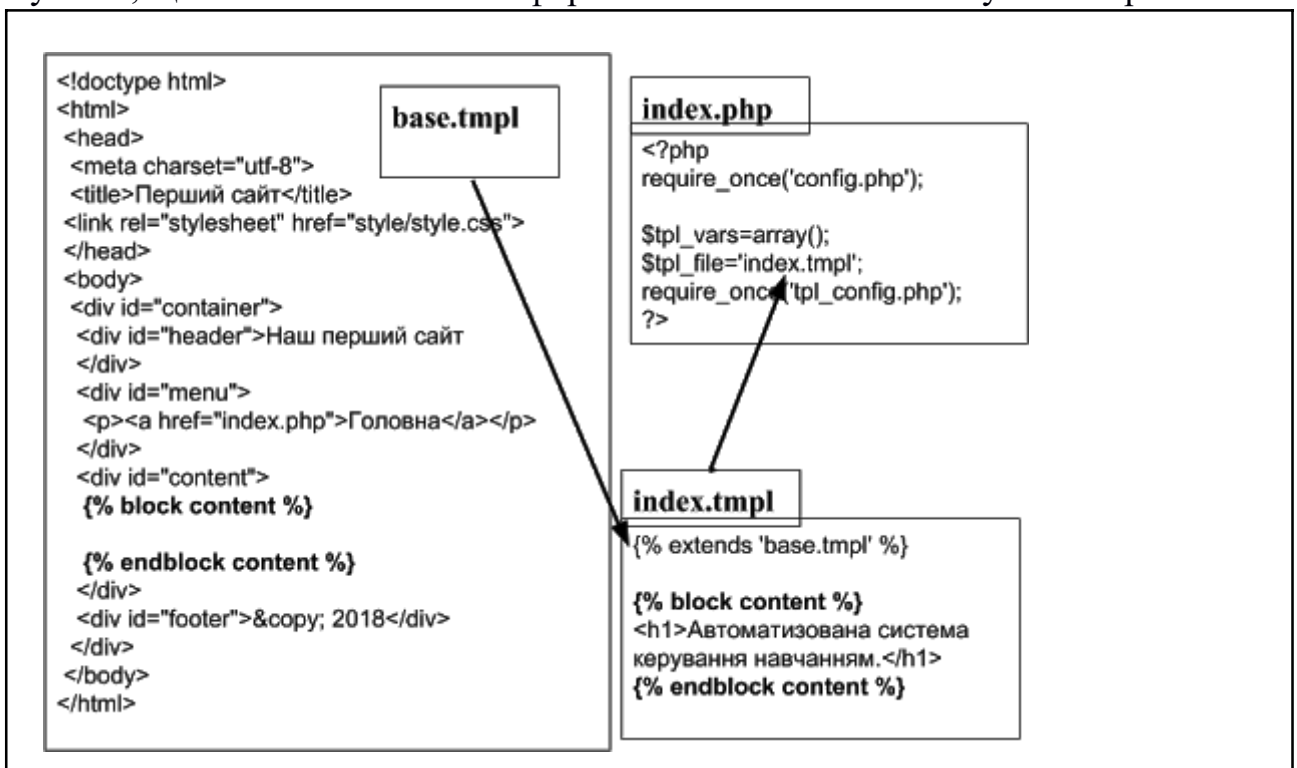 base.tmpl
<!doctype html>
<html>
<head>
<meta charset="utf-8">
<title>Перший сайт</title>
<link rel="stylesheet" href="style/style.css">
</head>
<body>
<div id="container">
<div id="header">Наш перший сайт
</div>
<div id="menu">
<p><a href="index.php">Головна</a></p>
</div>
<div id="content">
{% block content %}
{% endblock content %}
</div>
<div id="footer">&copy; 2018</div>
</div>
</body>
</html>
index.php
<?php
require_once('config.php');
$tpl_vars=array();
$tpl_file='index.tmpl';
require_once('tpl_config.php');
?>
index.tmpl
{% extends 'base.tmpl' %}
{% block content %}
<h1>Автоматизована система
керування навчанням.</h1>
{% endblock content %}